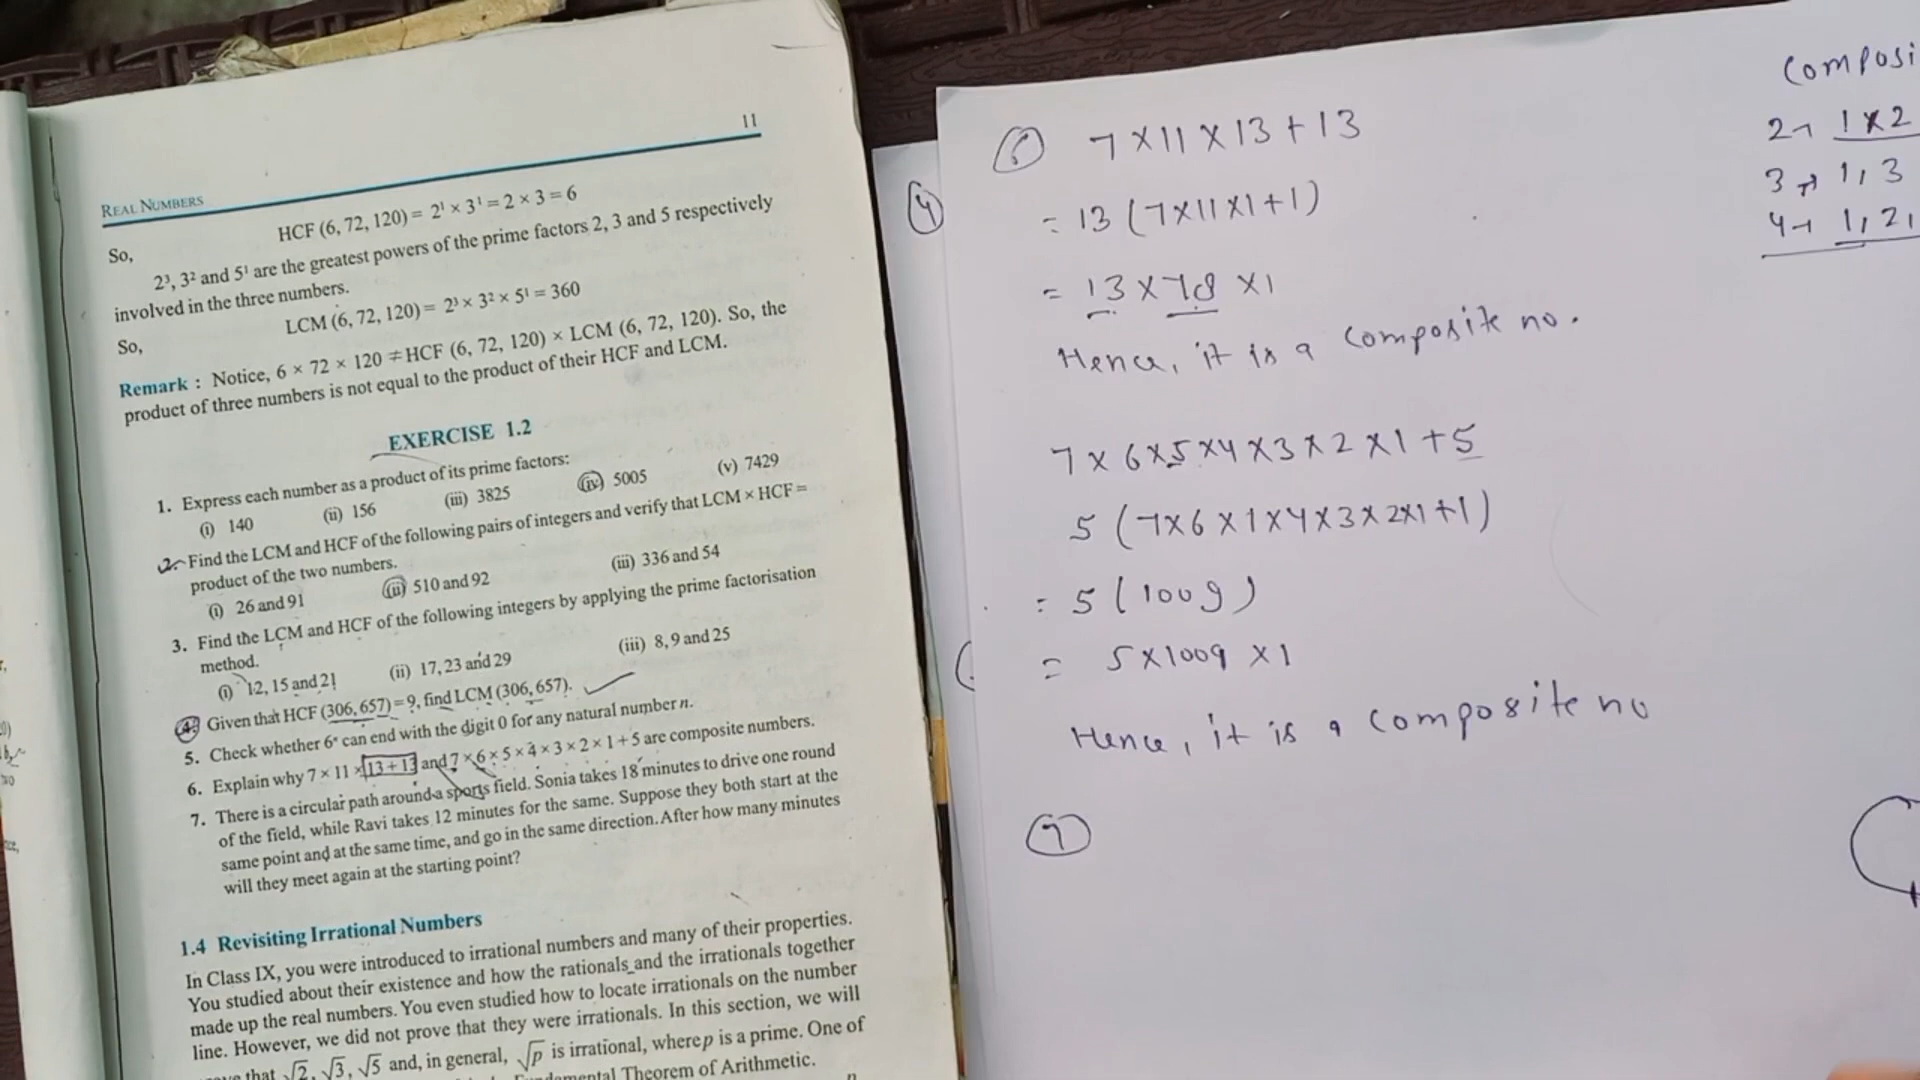 11
REAL NUMBERS
So, HCF (6, 72, 120) = 2¹ × 3¹ = 2 × 3 = 6
2³, 3² and 5¹ are the greatest powers of the prime factors 2, 3 and 5 respectively
involved in the three numbers.
So, LCM (6, 72, 120) = 2³ × 3² × 5¹ = 360
Remark : Notice, 6 × 72 × 120 ≠ HCF (6, 72, 120) × LCM (6, 72, 120). So, the
product of three numbers is not equal to the product of their HCF and LCM.
EXERCISE 1.2
1. Express each number as a product of its prime factors:
(i) 140 (ii) 156 (iii) 3825 (iv) 5005 (v) 7429
2. Find the LCM and HCF of the following pairs of integers and verify that LCM × HCF =
product of the two numbers.
(i) 26 and 91 (ii) 510 and 92 (iii) 336 and 54
3. Find the LCM and HCF of the following integers by applying the prime factorisation
method.
(i) 12, 15 and 21 (ii) 17, 23 and 29 (iii) 8, 9 and 25
4. Given that HCF (306, 657) = 9, find LCM (306, 657).
5. Check whether 6ⁿ can end with the digit 0 for any natural number n.
6. Explain why 7 × 11 × 13 + 13 and 7 × 6 × 5 × 4 × 3 × 2 × 1 + 5 are composite numbers.
7. There is a circular path around a sports field. Sonia takes 18 minutes to drive one round
of the field, while Ravi takes 12 minutes for the same. Suppose they both start at the
same point and at the same time, and go in the same direction. After how many minutes
will they meet again at the starting point?
1.4 Revisiting Irrational Numbers
In Class IX, you were introduced to irrational numbers and many of their properties.
You studied about their existence and how the rationals and the irrationals together
made up the real numbers. You even studied how to locate irrationals on the number
line. However, we did not prove that they were irrationals. In this section, we will
that √2, √3, √5 and, in general, √p is irrational, where p is a prime. One of
Theorem of Arithmetic.
4
6 7 × 11 × 13 + 13
= 13 (7 × 11 × 1 + 1)
= 13 × 78 × 1
Hence, it is a composite no.
7 × 6 × 5 × 4 × 3 × 2 × 1 + 5
5 (7 × 6 × 1 × 4 × 3 × 2 × 1 + 1)
= 5 (1009)
= 5 × 1009 × 1
Hence, it is a composite no
7
Composi
2 → 1 × 2
3 → 1, 3
4 → 1, 2,